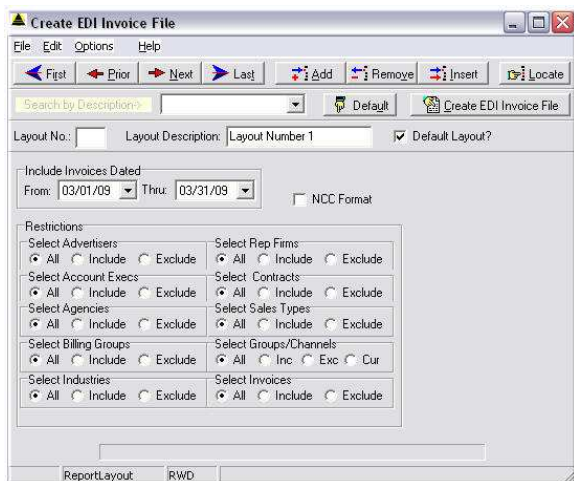 Create EDI Invoice File
File Edit Options Help
First Prior Next Last Add Remove Insert Locate
Search by Description-> Default Create EDI Invoice File
Layout No.: Layout Description: Layout Number 1 Default Layout?
Include Invoices Dated
From: 03/01/09 Thru: 03/31/09 NCC Format
Restrictions
Select Advertisers Select Rep Firms
All Include Exclude All Include Exclude
Select Account Execs Select Contracts
All Include Exclude All Include Exclude
Select Agencies Select Sales Types
All Include Exclude All Include Exclude
Select Billing Groups Select Groups/Channels
All Include Exclude All Inc Exc Cur
Select Industries Select Invoices
All Include Exclude All Include Exclude
ReportLayout RWD